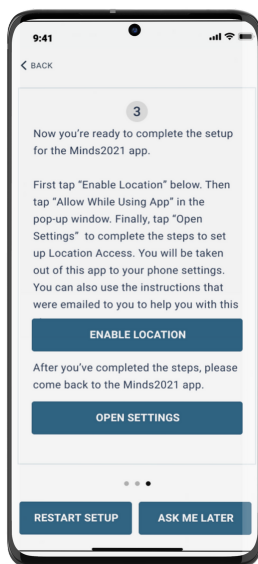 9:41
BACK
3
Now you're ready to complete the setup
for the Minds2021 app.
First tap "Enable Location" below. Then
tap "Allow While Using App" in the
pop-up window. Finally, tap "Open
Settings" to complete the steps to set
up Location Access. You will be taken
out of this app to your phone settings.
You can also use the instructions that
were emailed to you to help you with this
ENABLE LOCATION
After you've completed the steps, please
come back to the Minds2021 app.
OPEN SETTINGS
RESTART SETUP
ASK ME LATER